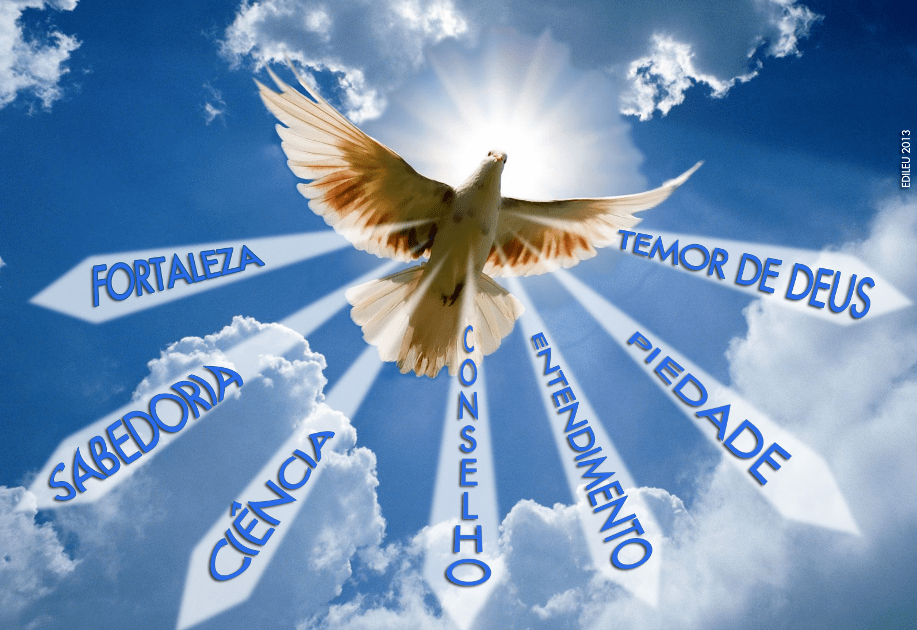 FORTALEZA
SABEDORIA
CIÊNCIA
CONSELHO
ENTENDIMENTO
PIEDADE
TEMOR DE DEUS
EDILEU 2013